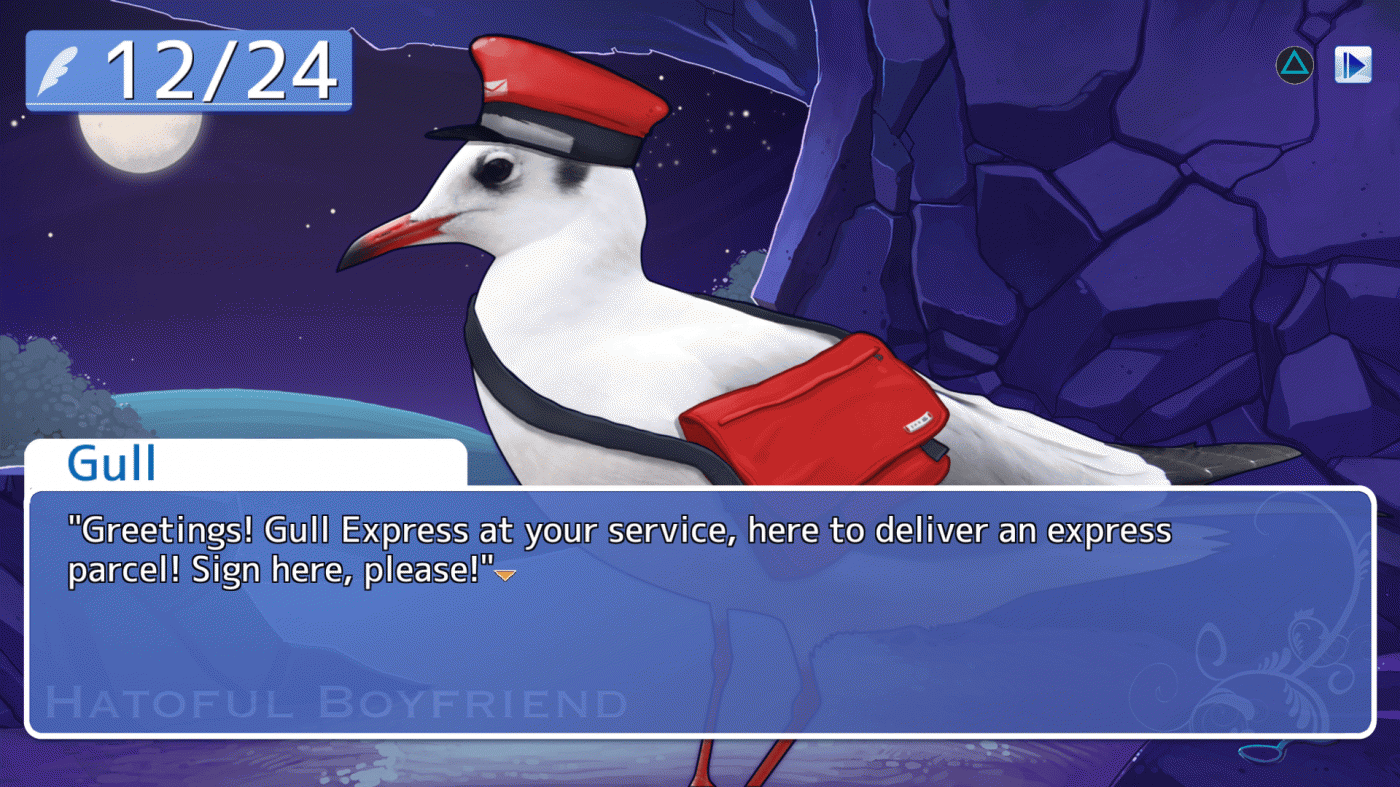 12/24
Gull
"Greetings! Gull Express at your service, here to deliver an express
parcel! Sign here, please!"
HATOFUL BOYFRIEND